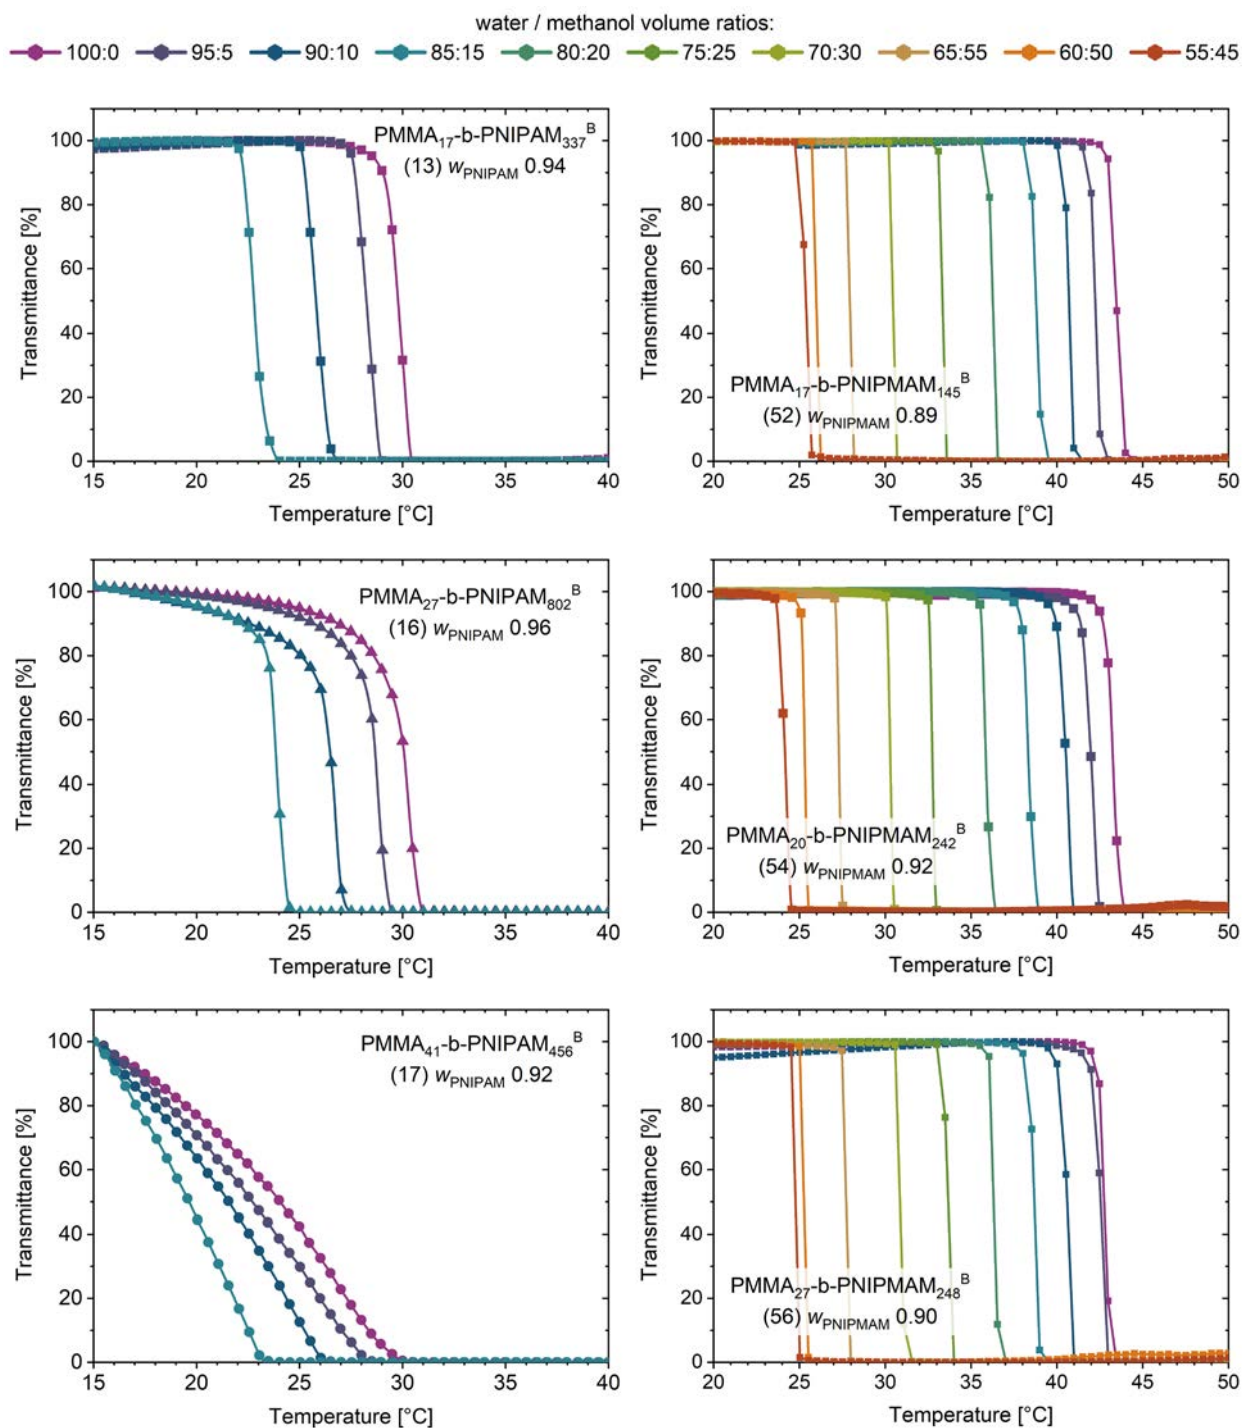 water / methanol volume ratios:
100:0 95:5 90:10 85:15 80:20 75:25 70:30 65:55 60:50 55:45
PMMA₁₇-b-PNIPAM₃₃₇ᴮ
(13) wPNIPAM 0.94
Transmittance [%]
100
80
60
40
20
0
15 20 25 30 35 40
Temperature [°C]
PMMA₁₇-b-PNIPMAM₁₄₅ᴮ
(52) wPNIPMAM 0.89
Transmittance [%]
100
80
60
40
20
0
20 25 30 35 40 45 50
Temperature [°C]
PMMA₂₇-b-PNIPAM₈₀₂ᴮ
(16) wPNIPAM 0.96
Transmittance [%]
100
80
60
40
20
0
15 20 25 30 35 40
Temperature [°C]
PMMA₂₀-b-PNIPMAM₂₄₂ᴮ
(54) wPNIPMAM 0.92
Transmittance [%]
100
80
60
40
20
0
20 25 30 35 40 45 50
Temperature [°C]
PMMA₄₁-b-PNIPAM₄₅₆ᴮ
(17) wPNIPAM 0.92
Transmittance [%]
100
80
60
40
20
0
15 20 25 30 35 40
Temperature [°C]
PMMA₂₇-b-PNIPMAM₂₄₈ᴮ
(56) wPNIPMAM 0.90
Transmittance [%]
100
80
60
40
20
0
20 25 30 35 40 45 50
Temperature [°C]